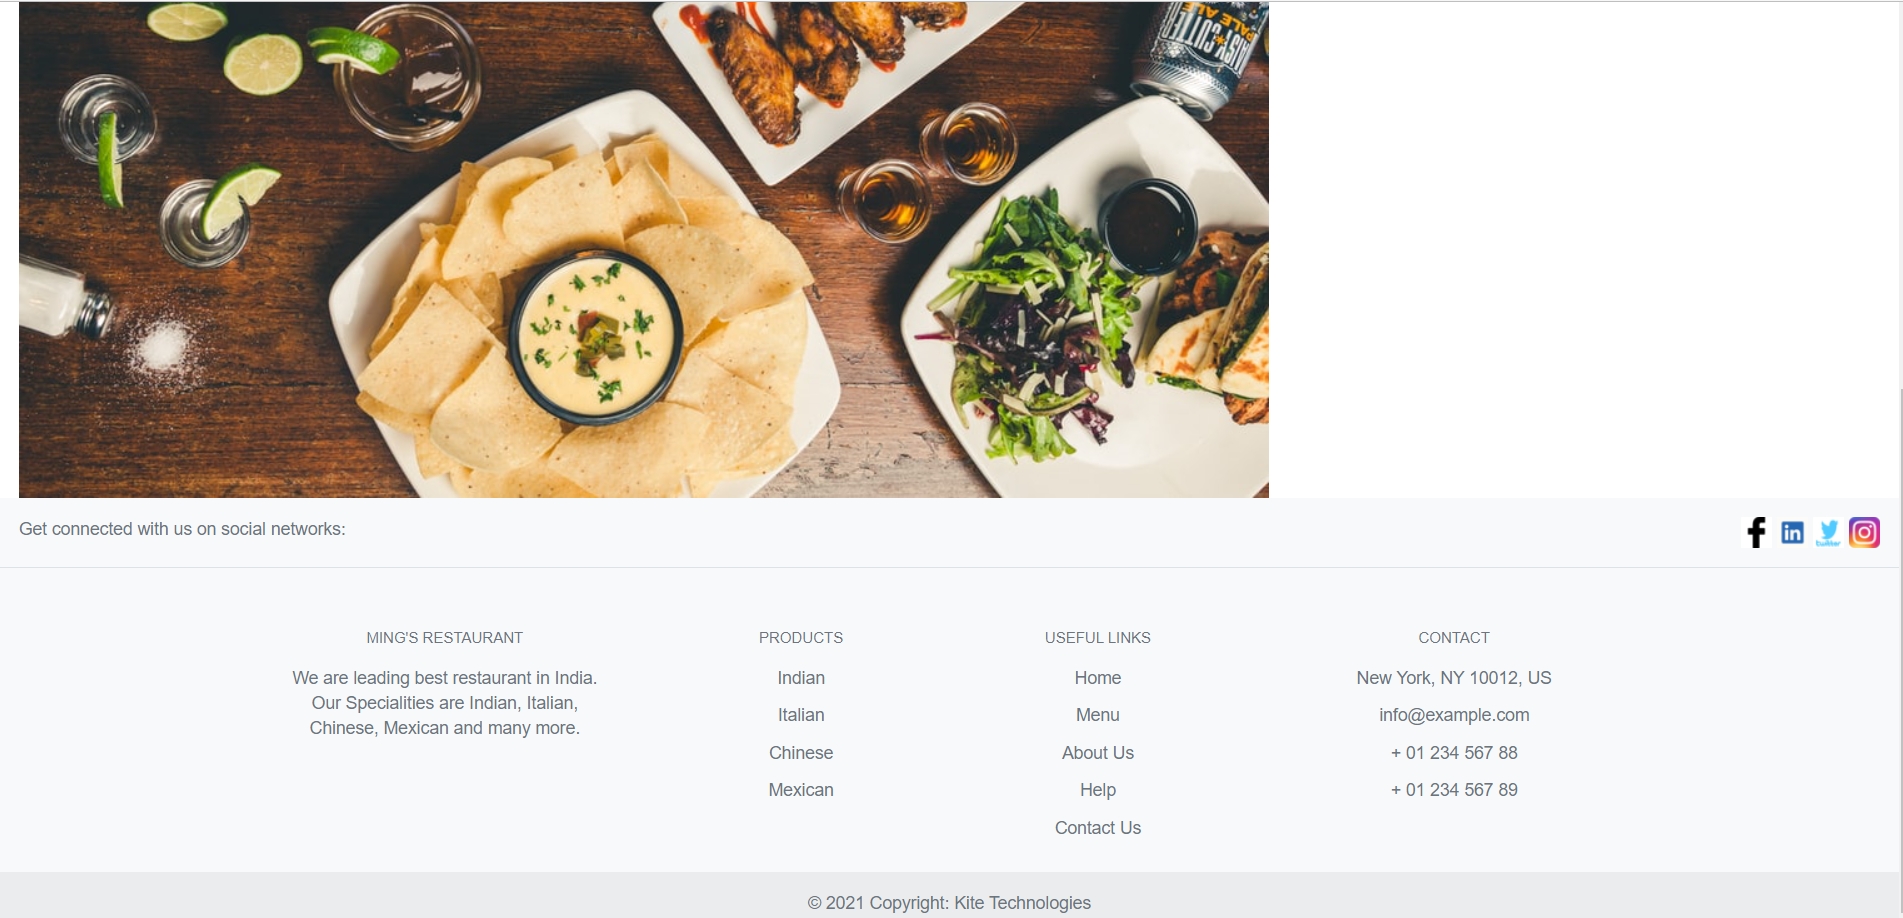 PALE ALE
Get connected with us on social networks:
in
twitter
MING'S RESTAURANT
We are leading best restaurant in India.
Our Specialities are Indian, Italian,
Chinese, Mexican and many more.
PRODUCTS
Indian
Italian
Chinese
Mexican
USEFUL LINKS
Home
Menu
About Us
Help
Contact Us
CONTACT
New York, NY 10012, US
info@example.com
+ 01 234 567 88
+ 01 234 567 89
© 2021 Copyright: Kite Technologies